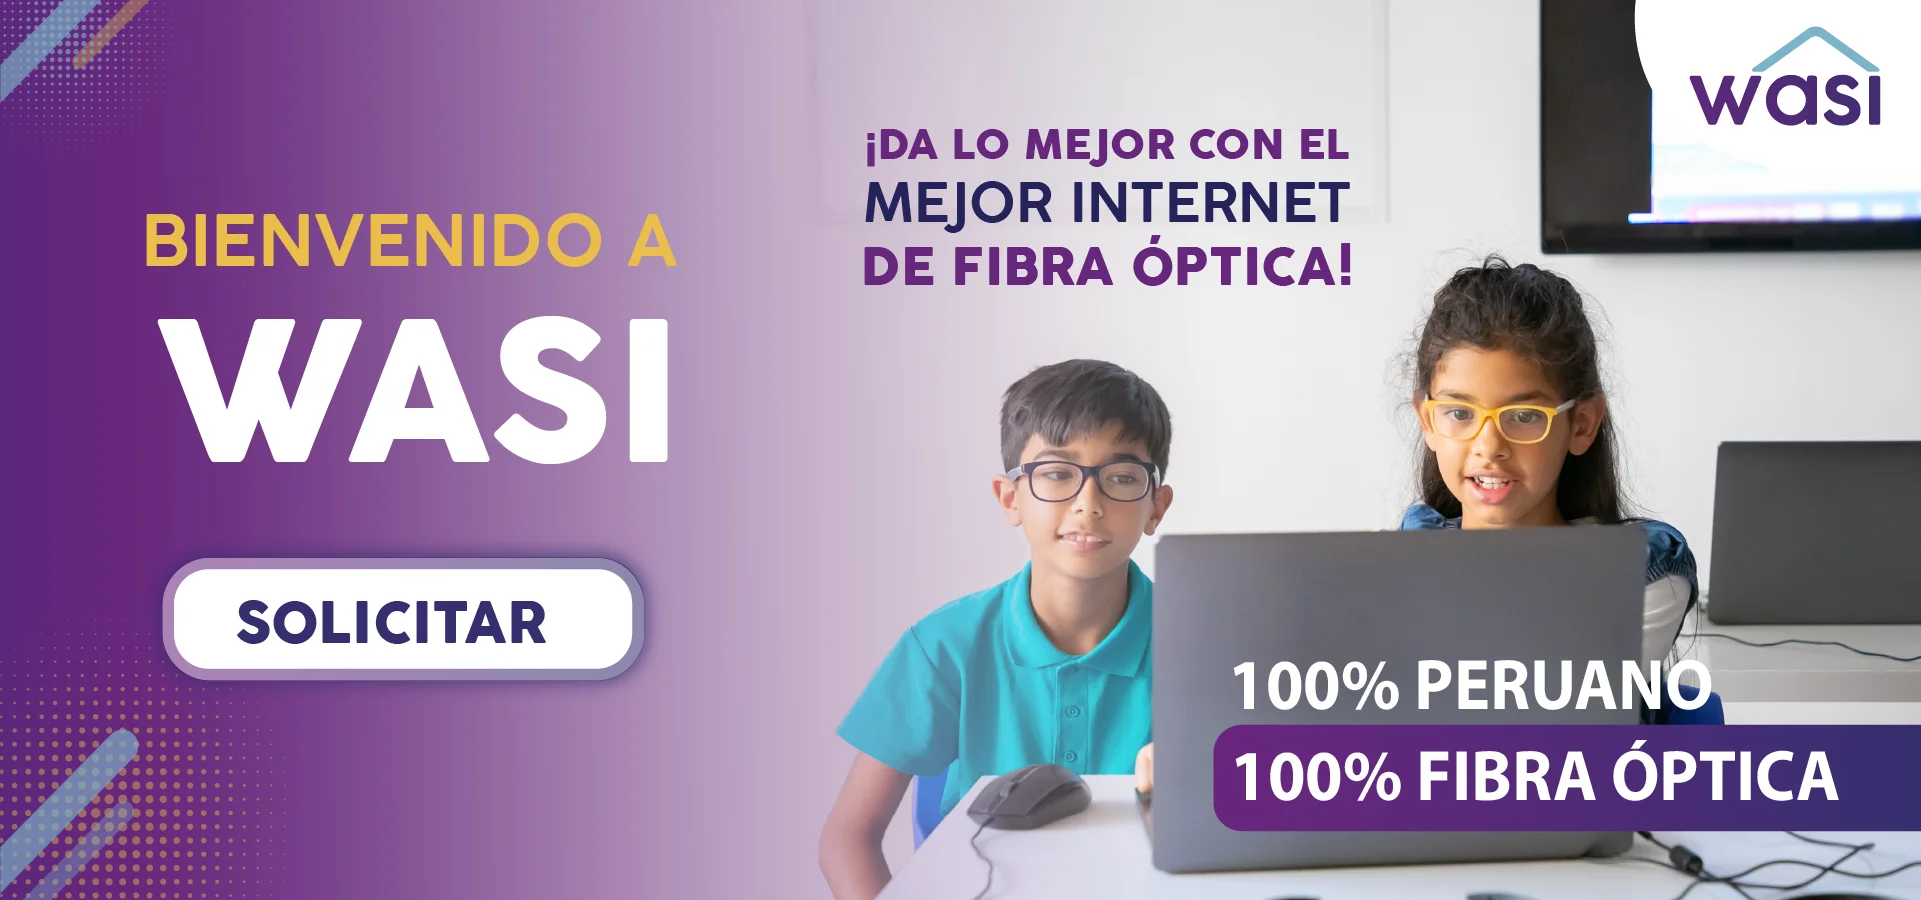 BIENVENIDO A
WASI
SOLICITAR
¡DA LO MEJOR CON EL
MEJOR INTERNET
DE FIBRA ÓPTICA!
wasi
100% PERUANO
100% FIBRA ÓPTICA